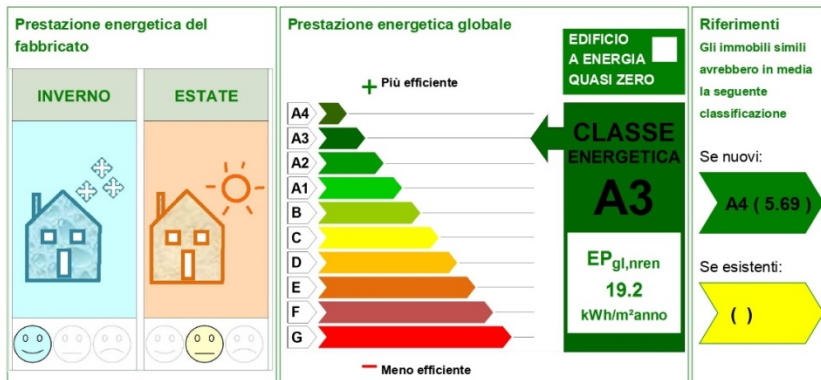 Prestazione energetica del
fabbricato
INVERNO
ESTATE
Prestazione energetica globale
+ Più efficiente
A4
A3
A2
A1
B
C
D
E
F
G
— Meno efficiente
EDIFICIO
A ENERGIA
QUASI ZERO
CLASSE
ENERGETICA
A3
EPgl,nren
19.2
kWh/m²anno
Riferimenti
Gli immobili simili
avrebbero in media
la seguente
classificazione
Se nuovi:
A4 ( 5.69)
Se esistenti:
( )